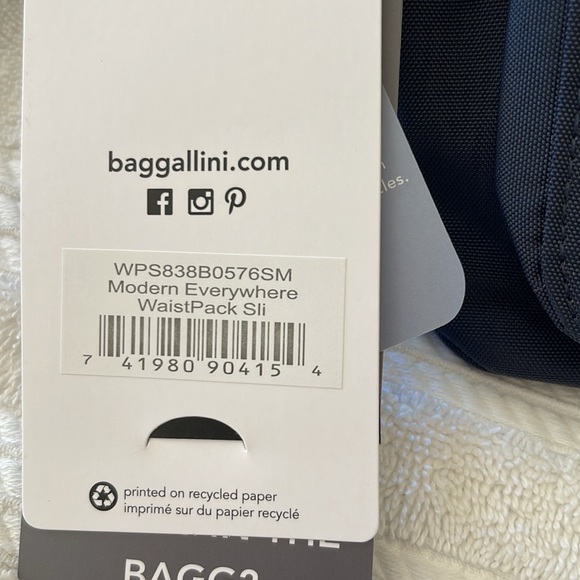 baggallini.com
WPS838B0576SM
Modern Everywhere
WaistPack Sli
7 41980 90415 4
printed on recycled paper
imprimé sur du papier recyclé
THE